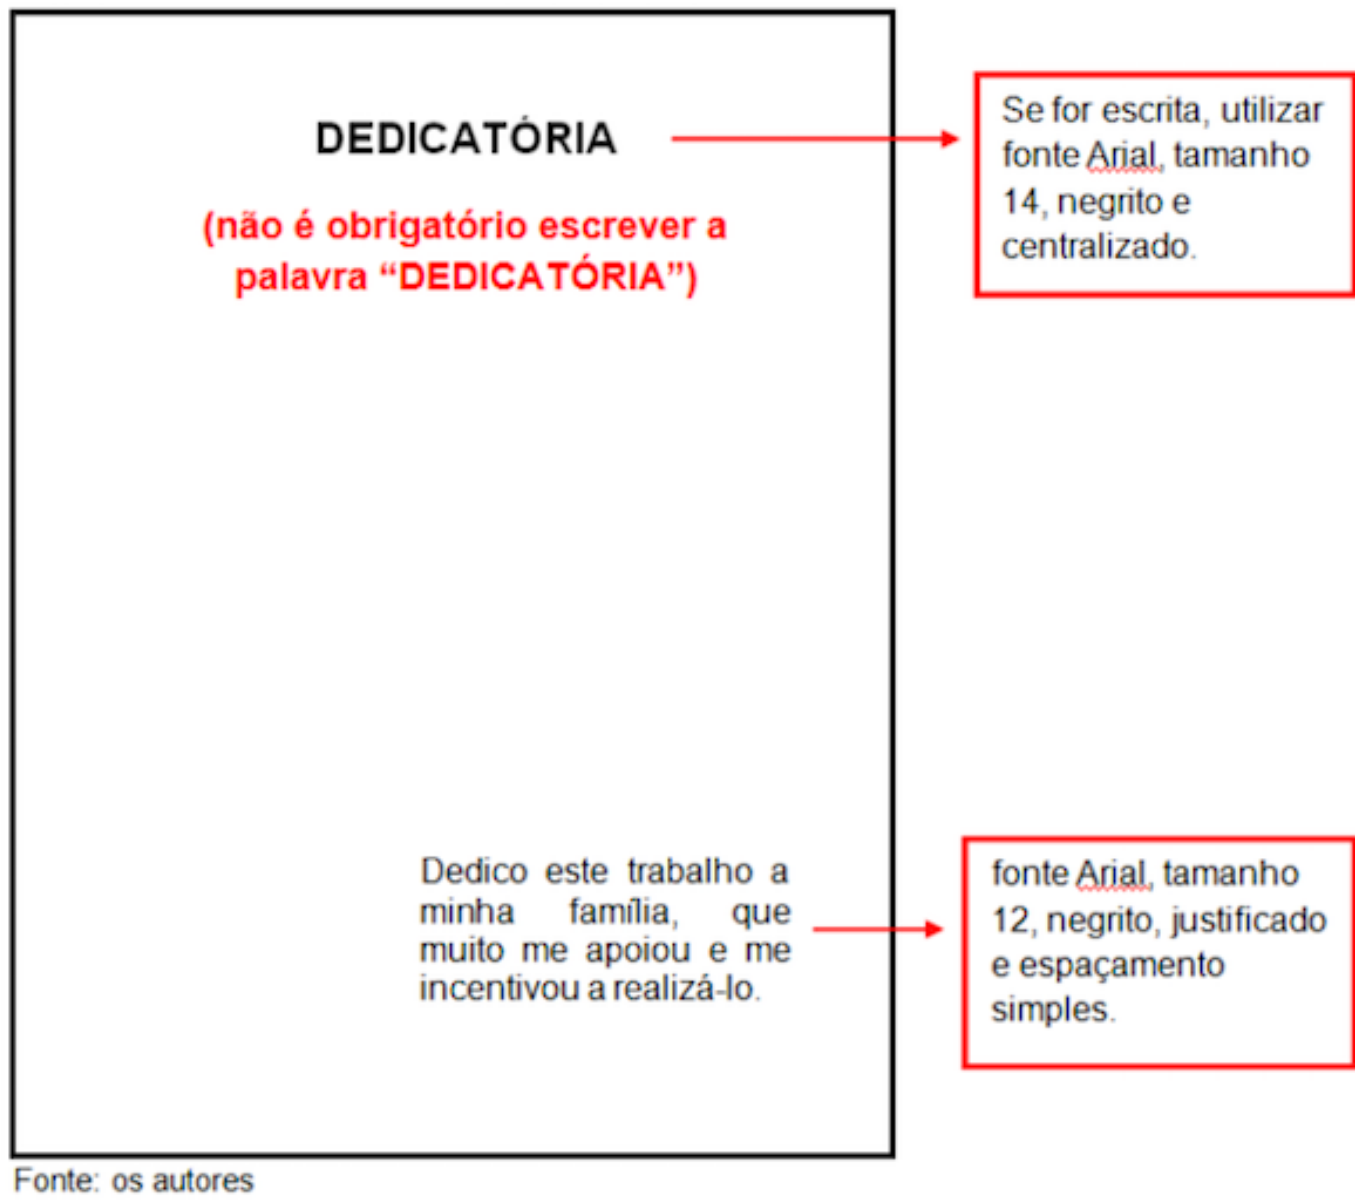 DEDICATÓRIA
(não é obrigatório escrever a
palavra “DEDICATÓRIA”)
Se for escrita, utilizar
fonte Arial, tamanho
14, negrito e
centralizado.
Dedico este trabalho a
minha família, que
muito me apoiou e me
incentivou a realizá-lo.
fonte Arial, tamanho
12, negrito, justificado
e espaçamento
simples.
Fonte: os autores